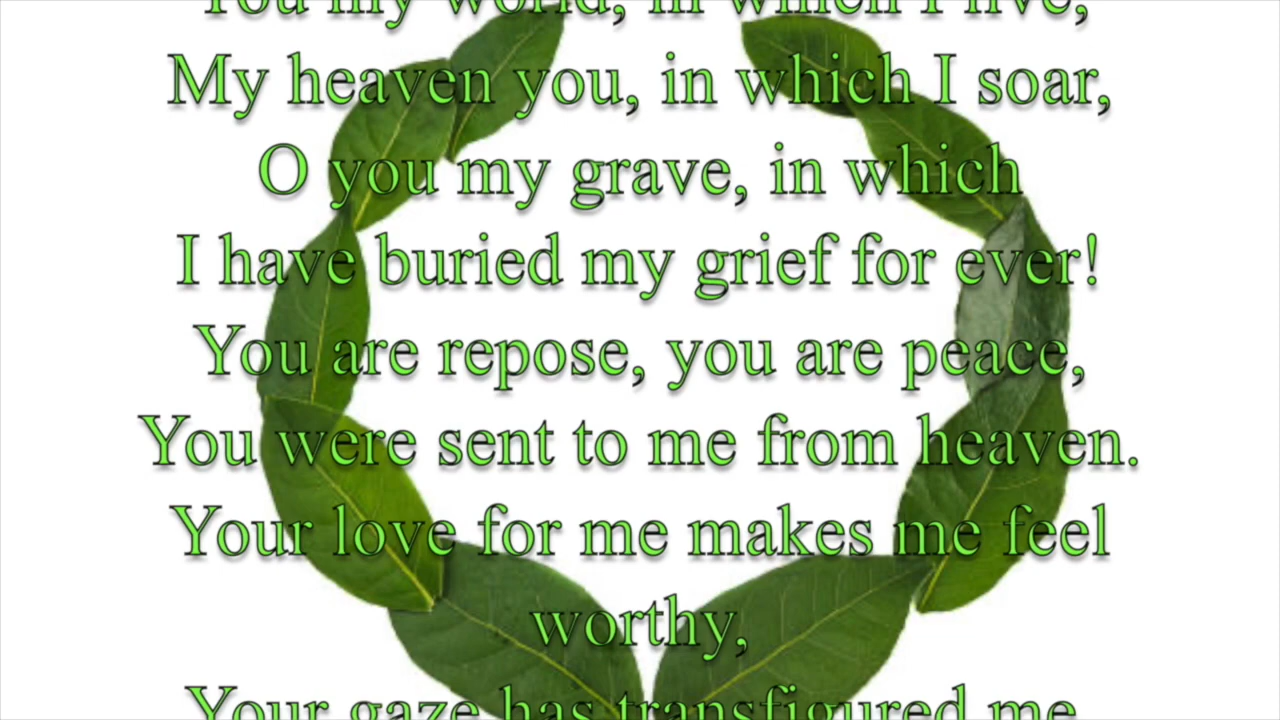 You my world, in which I live,
My heaven you, in which I soar,
O you my grave, in which
I have buried my grief for ever!
You are repose, you are peace,
You were sent to me from heaven.
Your love for me makes me feel
worthy,
Your gaze has transfigured me